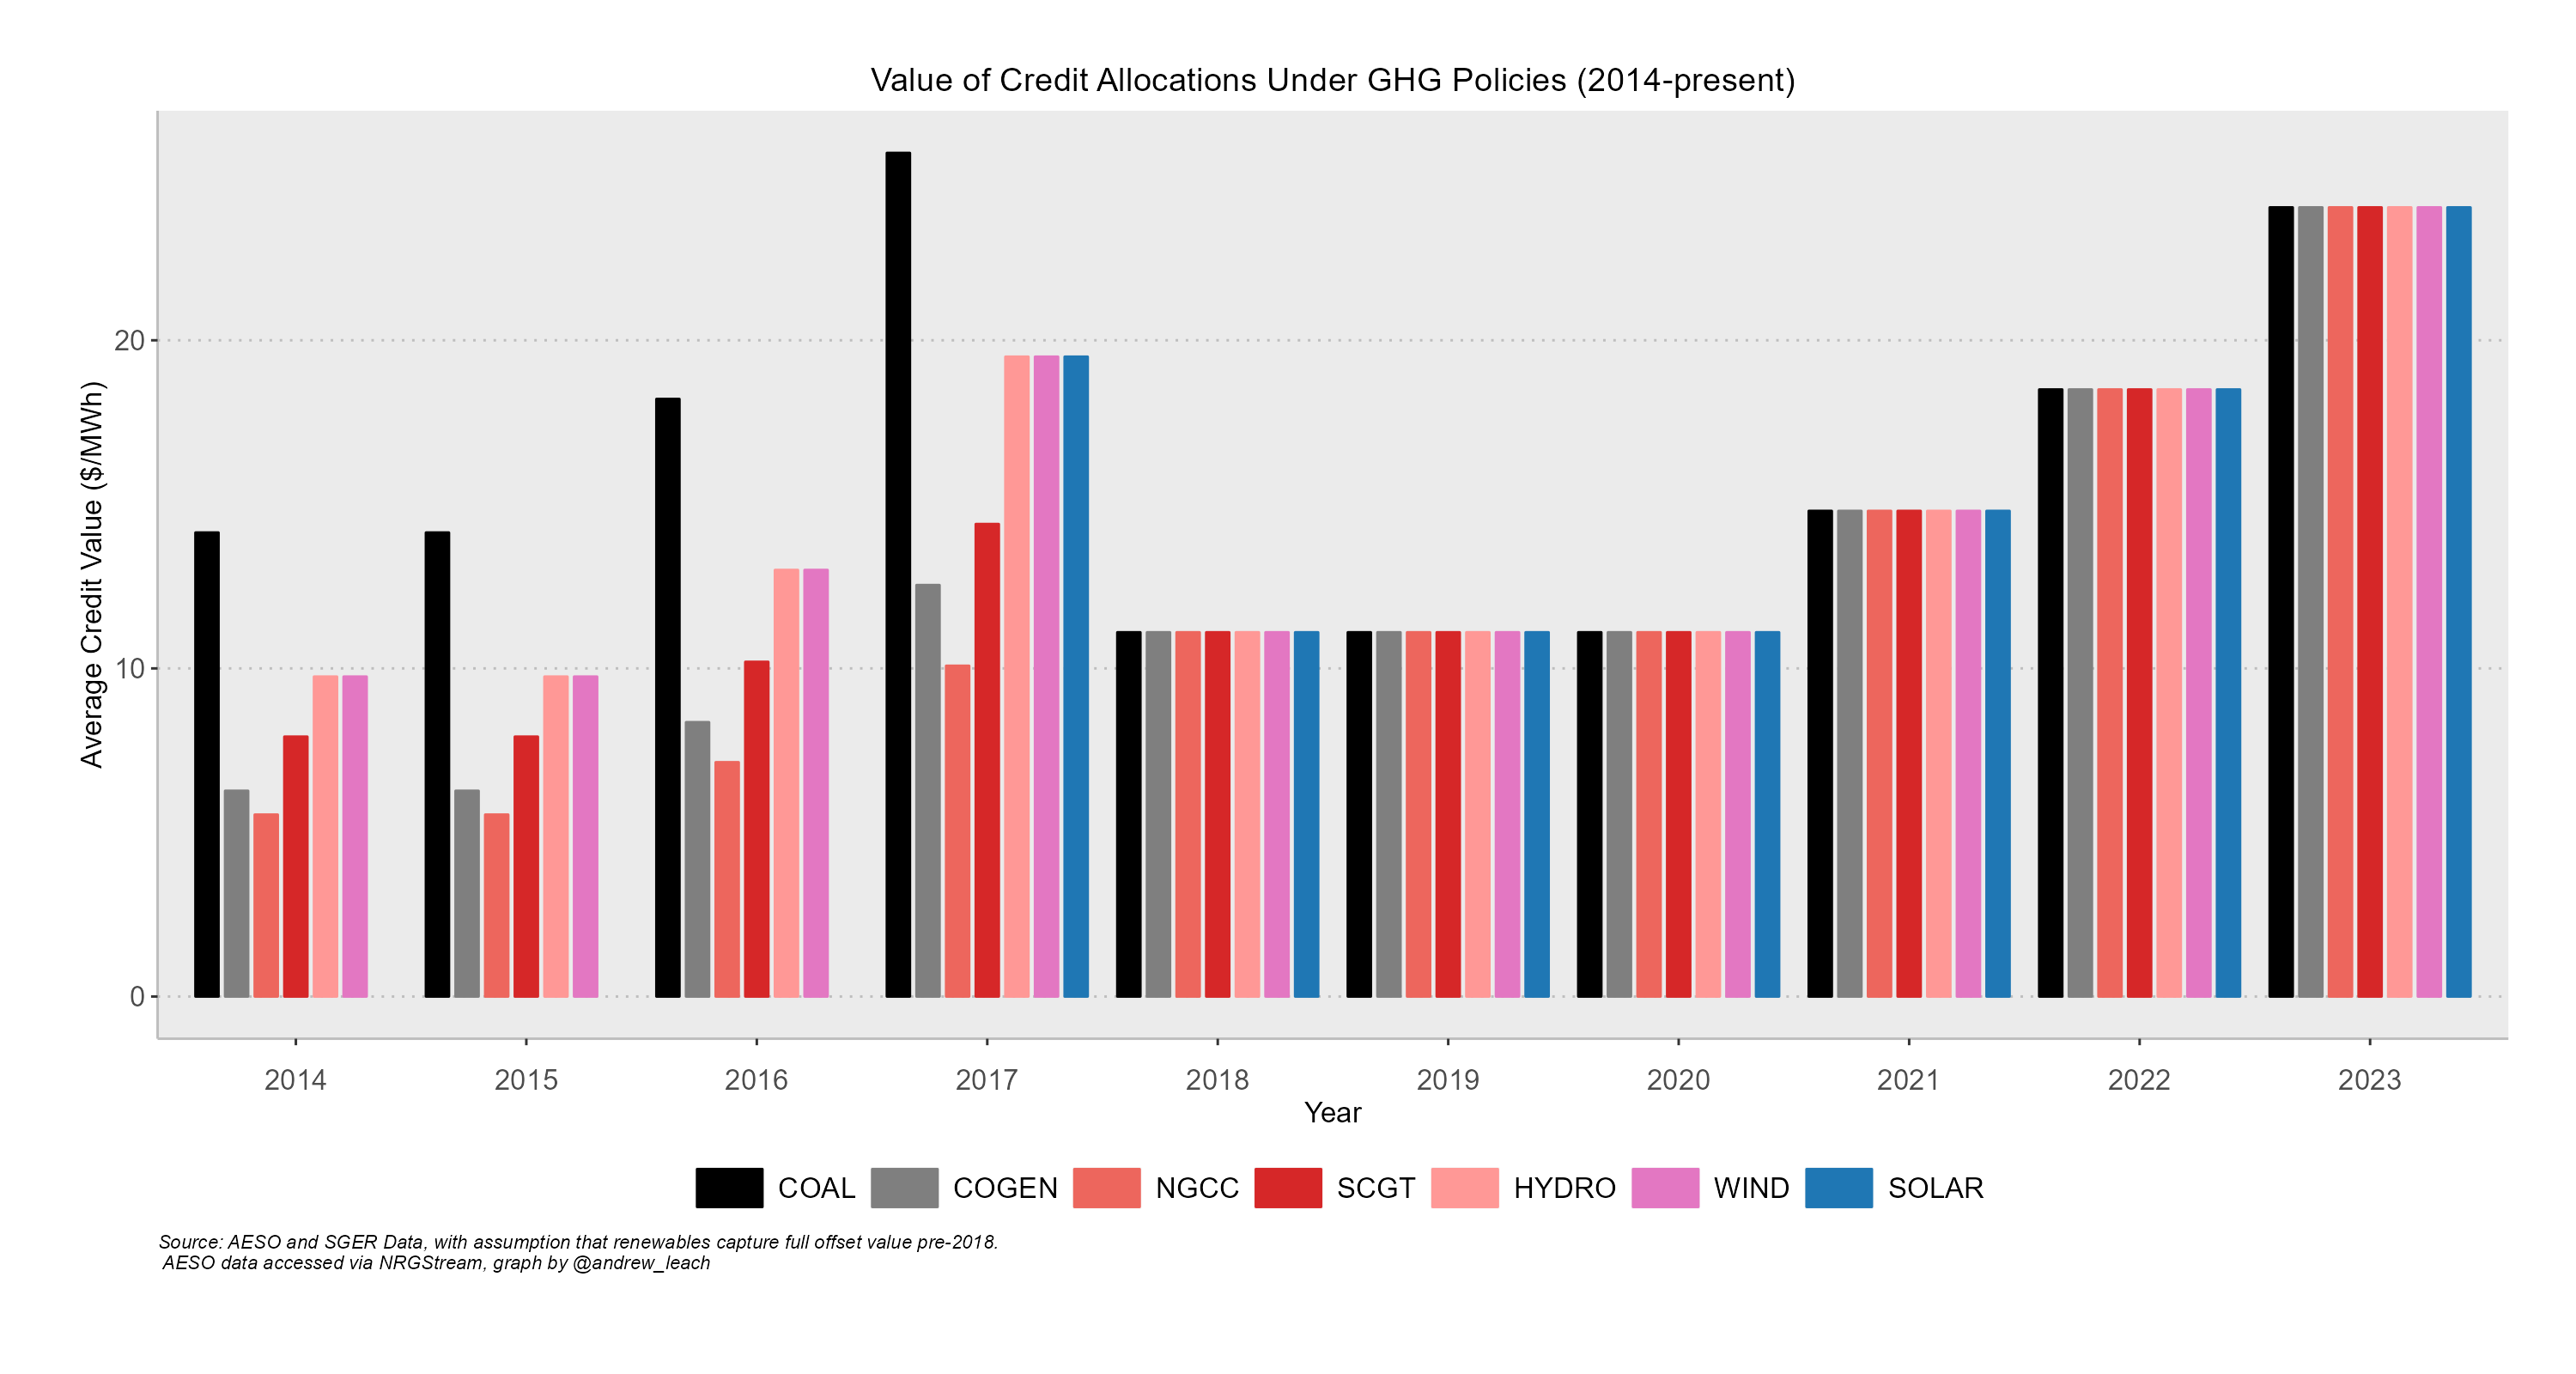 Value of Credit Allocations Under GHG Policies (2014-present)
Average Credit Value ($/MWh)
20
10
0
2014 2015 2016 2017 2018 2019 2020 2021 2022 2023
Year
COAL COGEN NGCC SCGT HYDRO WIND SOLAR
Source: AESO and SGER Data, with assumption that renewables capture full offset value pre-2018.
AESO data accessed via NRGStream, graph by @andrew_leach